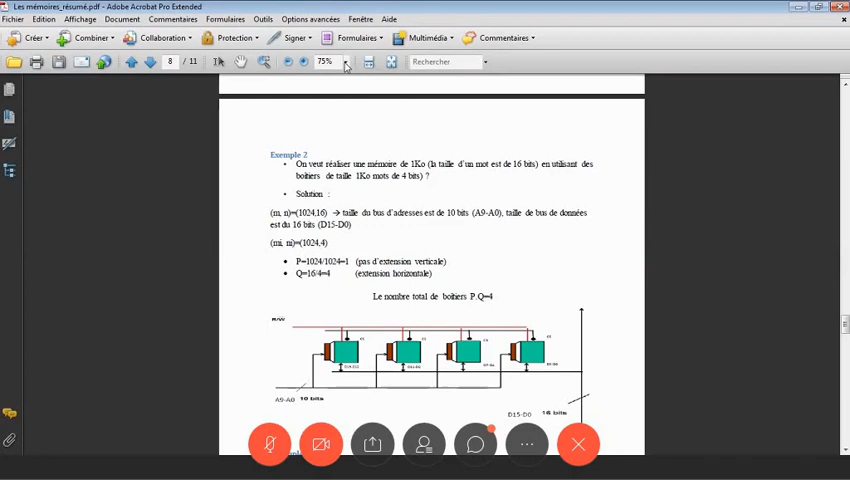 Les mémoires_résumé.pdf - Adobe Acrobat Pro Extended
Fichier Edition Affichage Document Commentaires Formulaires Outils Options avancées Fenêtre Aide
Créer Combiner Collaboration Protection Signer Formulaires Multimédia Commentaires
8 / 11 75% Rechercher
Exemple 2
• On veut réaliser une mémoire de 1Ko (la taille d'un mot est de 16 bits) en utilisant des
boîtiers de taille 1Ko mots de 4 bits) ?
• Solution :
(m, n)=(1024,16) → taille du bus d'adresses est de 10 bits (A9-A0), taille de bus de données
est du 16 bits (D15-D0)
(mi, ni)=(1024,4)
• P=1024/1024=1 (pas d'extension verticale)
• Q=16/4=4 (extension horizontale)
Le nombre total de boîtiers P.Q=4
R/W
A9-A0 10 bits
D15-D0 16 bits